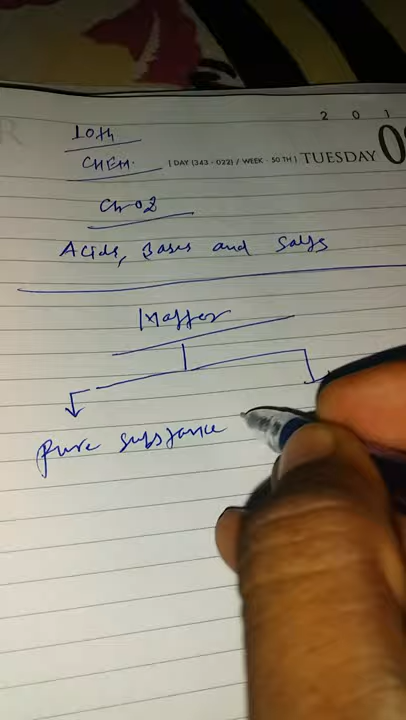 2 0 1
10th
CHEM. [ DAY (343 - 022) / WEEK - 50 TH ] TUESDAY
Ch-02
Acids, Bases and Salts
Matter
Pure substance